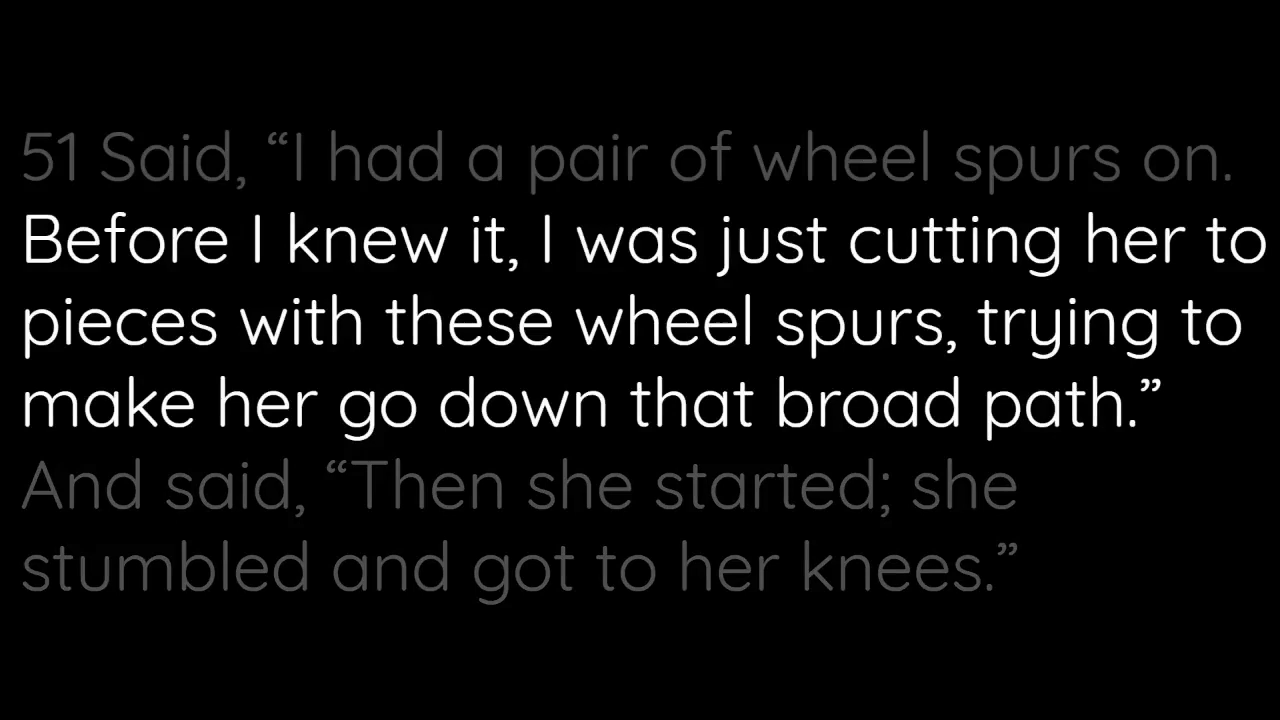 51 Said, “I had a pair of wheel spurs on.
Before I knew it, I was just cutting her to
pieces with these wheel spurs, trying to
make her go down that broad path.”
And said, “Then she started; she
stumbled and got to her knees.”